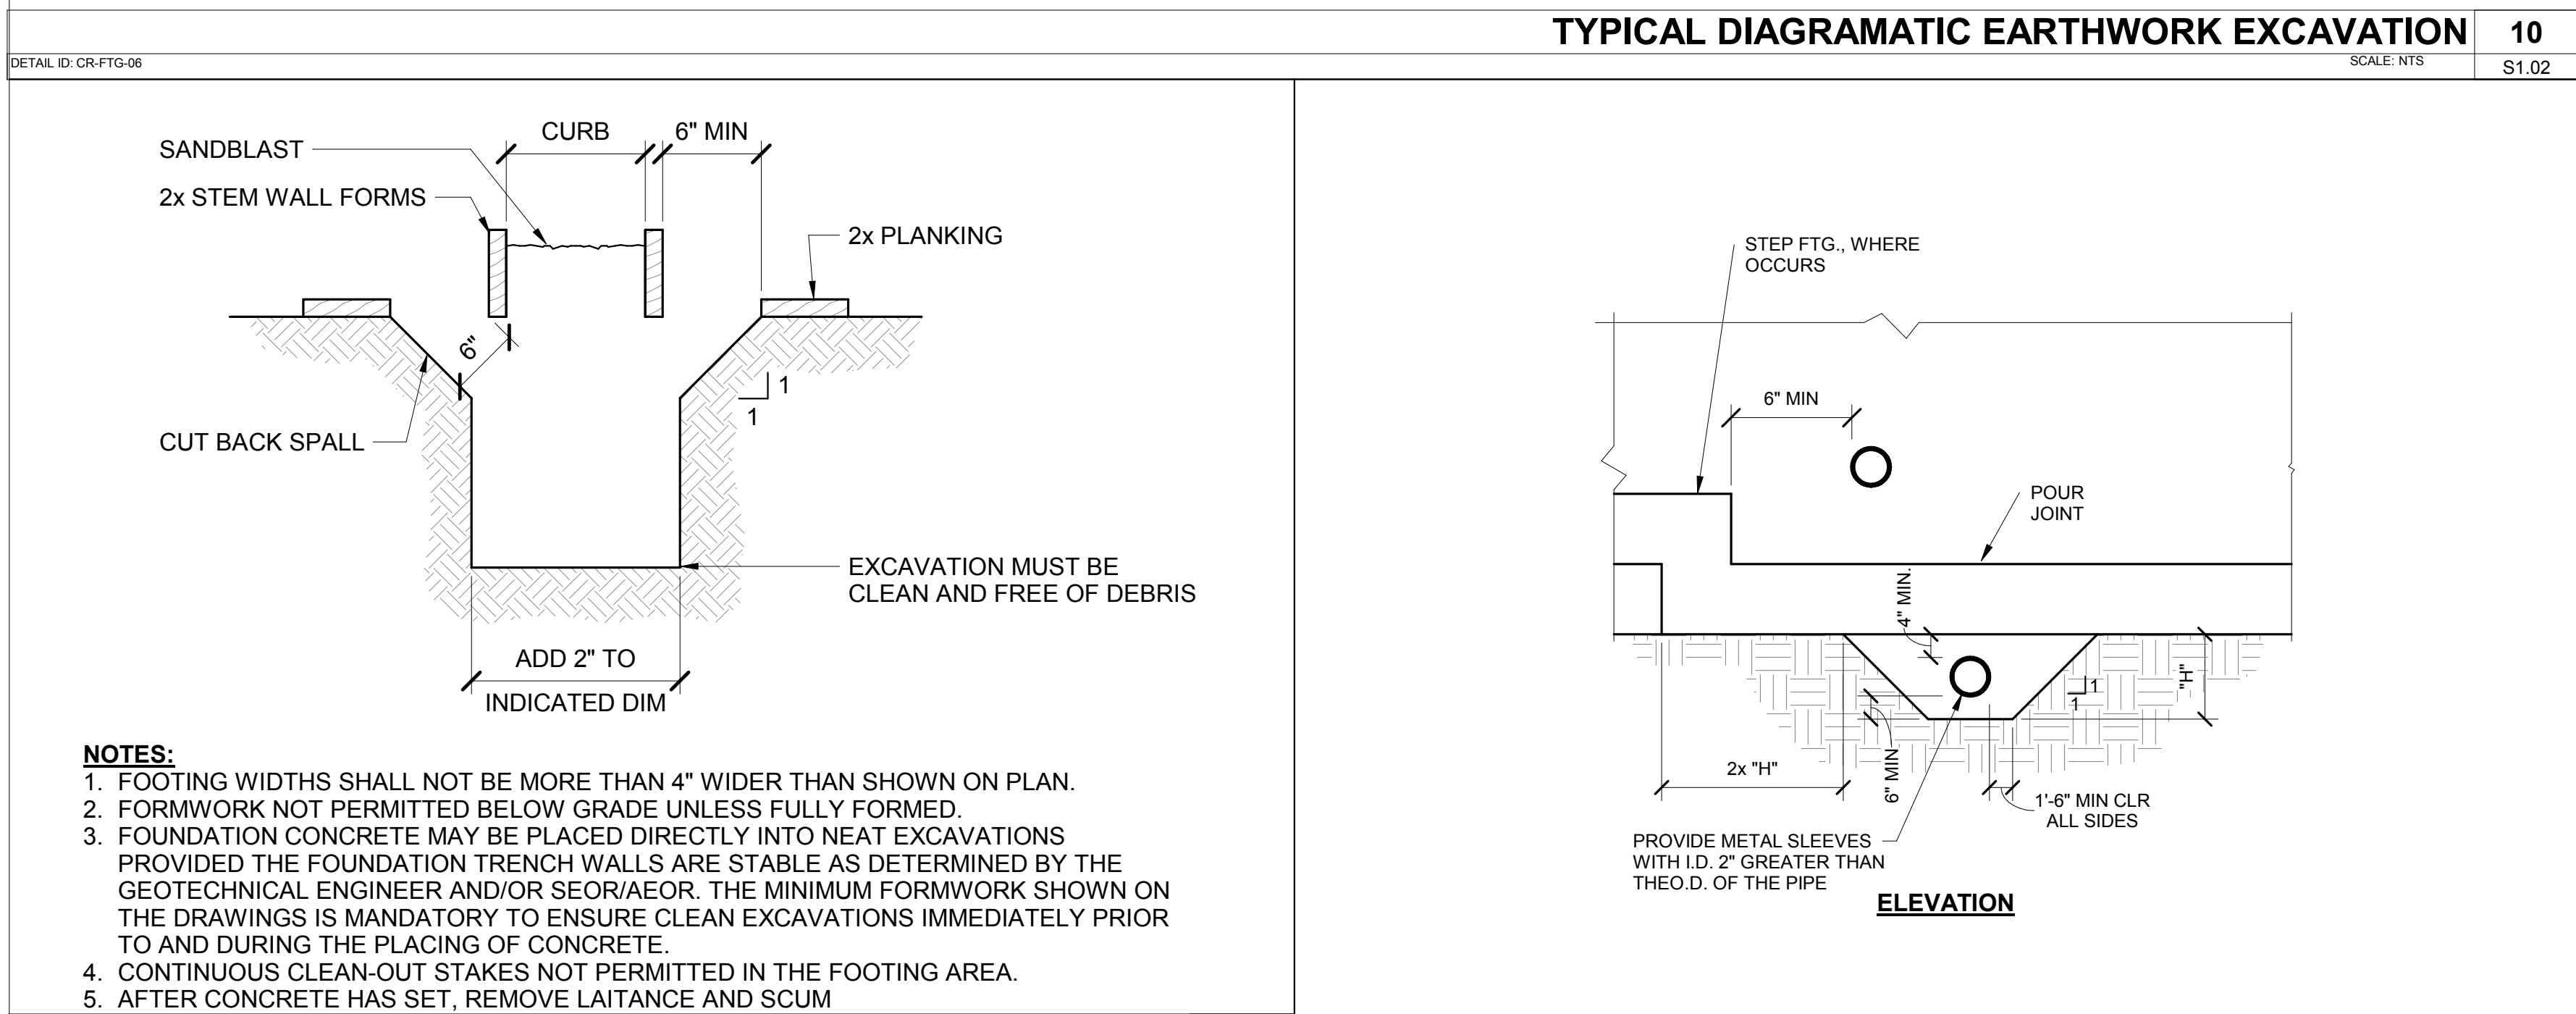 TYPICAL DIAGRAMATIC EARTHWORK EXCAVATION
10
DETAIL ID: CR-FTG-06
SCALE: NTS
S1.02
CURB
6" MIN
SANDBLAST
2x STEM WALL FORMS
2x PLANKING
6"
1
1
CUT BACK SPALL
EXCAVATION MUST BE
CLEAN AND FREE OF DEBRIS
ADD 2" TO
INDICATED DIM
NOTES:
1. FOOTING WIDTHS SHALL NOT BE MORE THAN 4" WIDER THAN SHOWN ON PLAN.
2. FORMWORK NOT PERMITTED BELOW GRADE UNLESS FULLY FORMED.
3. FOUNDATION CONCRETE MAY BE PLACED DIRECTLY INTO NEAT EXCAVATIONS
PROVIDED THE FOUNDATION TRENCH WALLS ARE STABLE AS DETERMINED BY THE
GEOTECHNICAL ENGINEER AND/OR SEOR/AEOR. THE MINIMUM FORMWORK SHOWN ON
THE DRAWINGS IS MANDATORY TO ENSURE CLEAN EXCAVATIONS IMMEDIATELY PRIOR
TO AND DURING THE PLACING OF CONCRETE.
4. CONTINUOUS CLEAN-OUT STAKES NOT PERMITTED IN THE FOOTING AREA.
5. AFTER CONCRETE HAS SET, REMOVE LAITANCE AND SCUM
STEP FTG., WHERE
OCCURS
6" MIN
POUR
JOINT
4" MIN.
"H"
1
1
6" MIN
2x "H"
1'-6" MIN CLR
ALL SIDES
PROVIDE METAL SLEEVES
WITH I.D. 2" GREATER THAN
THEO.D. OF THE PIPE
ELEVATION